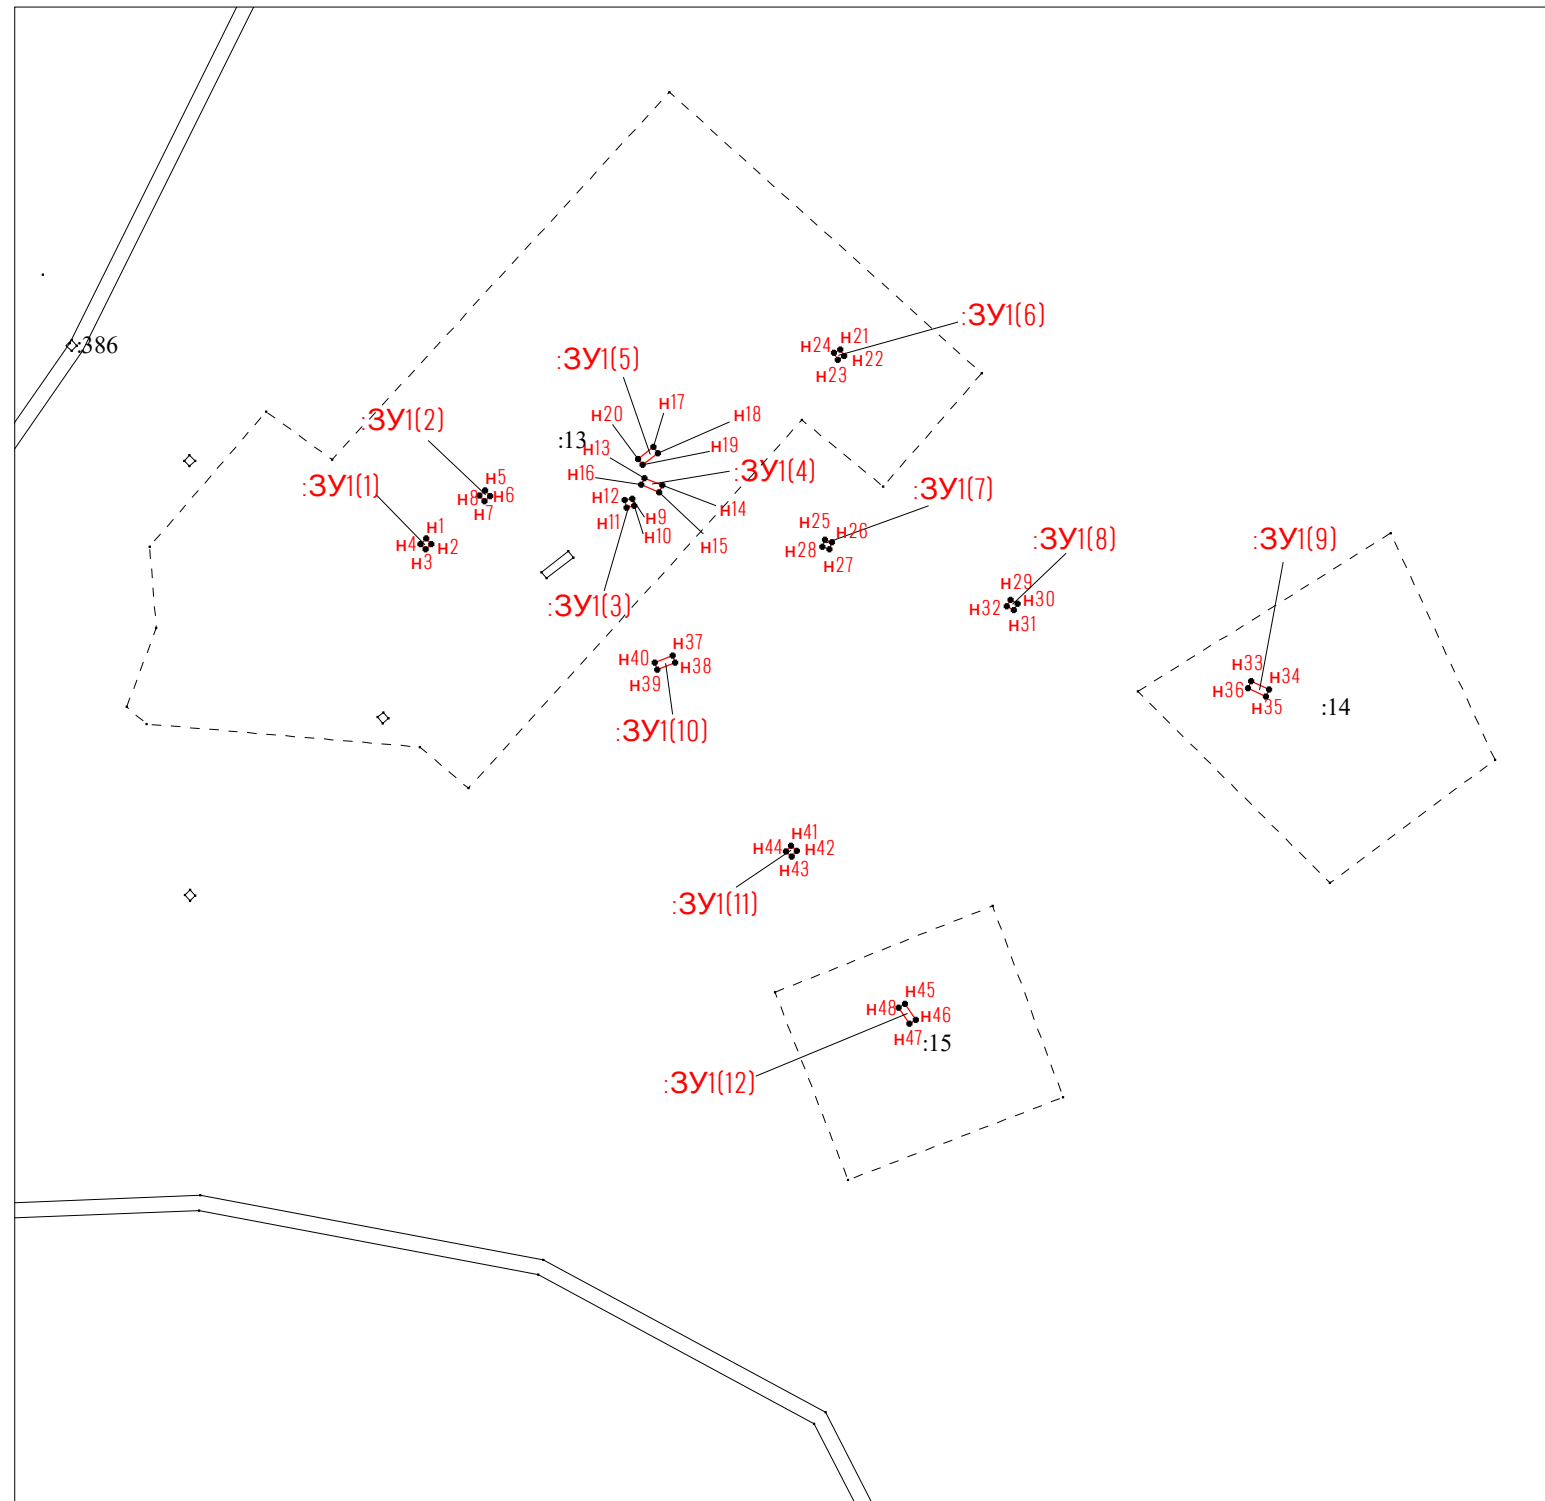 :ЗУ1(6)
н21
н24
н22
:386
:ЗУ1(5)
н23
н17
н20
н18
:ЗУ1(2)
:13
н13
н19
:ЗУ1(4)
н16
н5
:ЗУ1(1)
:ЗУ1(7)
н8
н6
н12
н7
н14
н9
н11
н1
н10
н25
н26
:ЗУ1(8)
:ЗУ1(9)
н4
н2
н15
н28
н3
н27
н29
:ЗУ1(3)
н32
н30
н31
н37
н40
н38
н33
н39
н36
н34
н35
:14
:ЗУ1(10)
н41
н44
н42
н43
:ЗУ1(11)
н45
н48
н46
н47
:15
:ЗУ1(12)